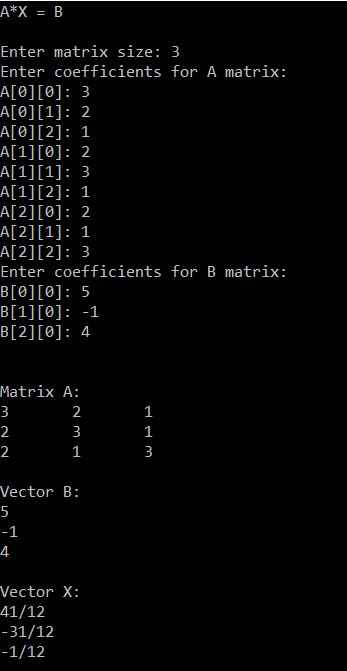 A*X = B
Enter matrix size: 3
Enter coefficients for A matrix:
A[0][0]: 3
A[0][1]: 2
A[0][2]: 1
A[1][0]: 2
A[1][1]: 3
A[1][2]: 1
A[2][0]: 2
A[2][1]: 1
A[2][2]: 3
Enter coefficients for B matrix:
B[0][0]: 5
B[1][0]: -1
B[2][0]: 4
Matrix A:
3 2 1
2 3 1
2 1 3
Vector B:
5
-1
4
Vector X:
41/12
-31/12
-1/12